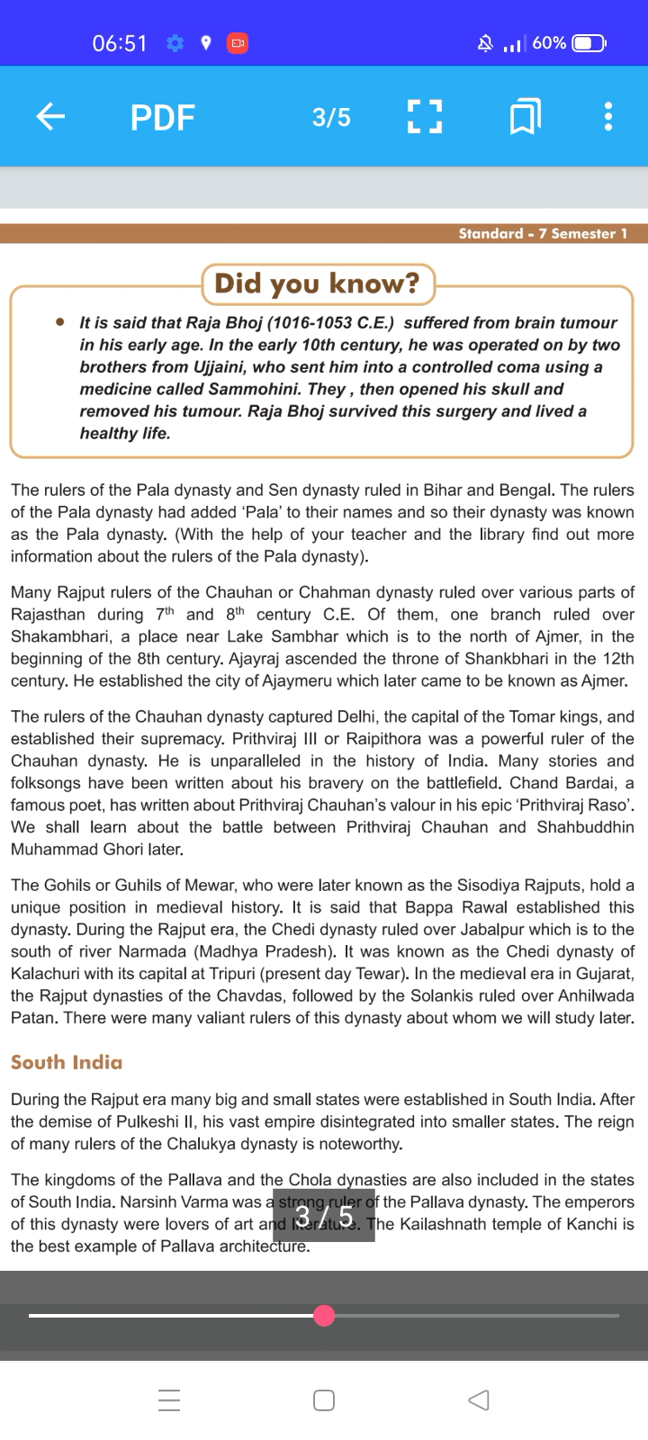 06:51 60%
PDF 3/5
Standard - 7 Semester 1
Did you know?
• It is said that Raja Bhoj (1016-1053 C.E.) suffered from brain tumour
in his early age. In the early 10th century, he was operated on by two
brothers from Ujjaini, who sent him into a controlled coma using a
medicine called Sammohini. They , then opened his skull and
removed his tumour. Raja Bhoj survived this surgery and lived a
healthy life.
The rulers of the Pala dynasty and Sen dynasty ruled in Bihar and Bengal. The rulers
of the Pala dynasty had added ‘Pala’ to their names and so their dynasty was known
as the Pala dynasty. (With the help of your teacher and the library find out more
information about the rulers of the Pala dynasty).
Many Rajput rulers of the Chauhan or Chahman dynasty ruled over various parts of
Rajasthan during 7th and 8th century C.E. Of them, one branch ruled over
Shakambhari, a place near Lake Sambhar which is to the north of Ajmer, in the
beginning of the 8th century. Ajayraj ascended the throne of Shankbhari in the 12th
century. He established the city of Ajaymeru which later came to be known as Ajmer.
The rulers of the Chauhan dynasty captured Delhi, the capital of the Tomar kings, and
established their supremacy. Prithviraj III or Raipithora was a powerful ruler of the
Chauhan dynasty. He is unparalleled in the history of India. Many stories and
folksongs have been written about his bravery on the battlefield. Chand Bardai, a
famous poet, has written about Prithviraj Chauhan’s valour in his epic ‘Prithviraj Raso’.
We shall learn about the battle between Prithviraj Chauhan and Shahbuddhin
Muhammad Ghori later.
The Gohils or Guhils of Mewar, who were later known as the Sisodiya Rajputs, hold a
unique position in medieval history. It is said that Bappa Rawal established this
dynasty. During the Rajput era, the Chedi dynasty ruled over Jabalpur which is to the
south of river Narmada (Madhya Pradesh). It was known as the Chedi dynasty of
Kalachuri with its capital at Tripuri (present day Tewar). In the medieval era in Gujarat,
the Rajput dynasties of the Chavdas, followed by the Solankis ruled over Anhilwada
Patan. There were many valiant rulers of this dynasty about whom we will study later.
South India
During the Rajput era many big and small states were established in South India. After
the demise of Pulkeshi II, his vast empire disintegrated into smaller states. The reign
of many rulers of the Chalukya dynasty is noteworthy.
The kingdoms of the Pallava and the Chola dynasties are also included in the states
of South India. Narsinh Varma was a strong ruler of the Pallava dynasty. The emperors
of this dynasty were lovers of art and literature. The Kailashnath temple of Kanchi is
the best example of Pallava architecture.
3 / 5